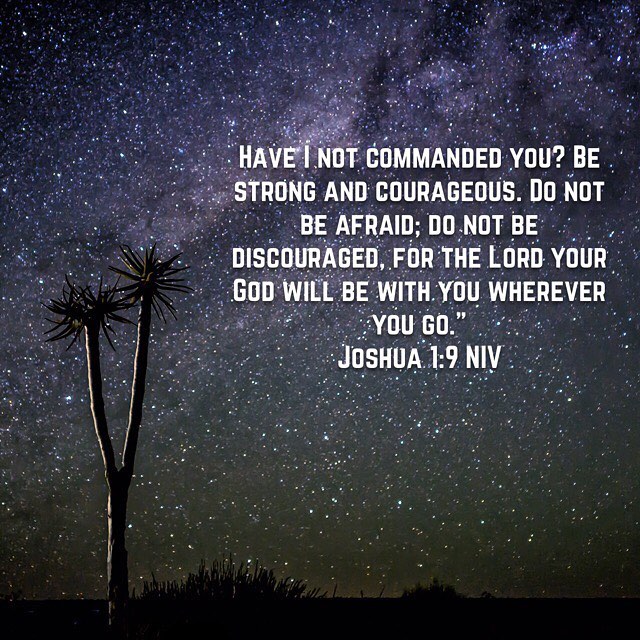 Have I not commanded you? Be
strong and courageous. Do not
be afraid; do not be
discouraged, for the Lord your
God will be with you wherever
you go.”
Joshua 1:9 NIV